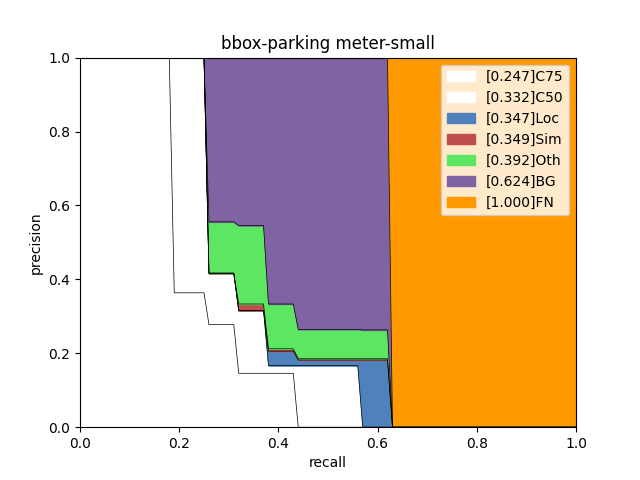 bbox-parking meter-small
[0.247]C75
[0.332]C50
[0.347]Loc
[0.349]Sim
[0.392]Oth
[0.624]BG
[1.000]FN
precision
1.0
0.8
0.6
0.4
0.2
0.0
0.0 0.2 0.4 0.6 0.8 1.0
recall